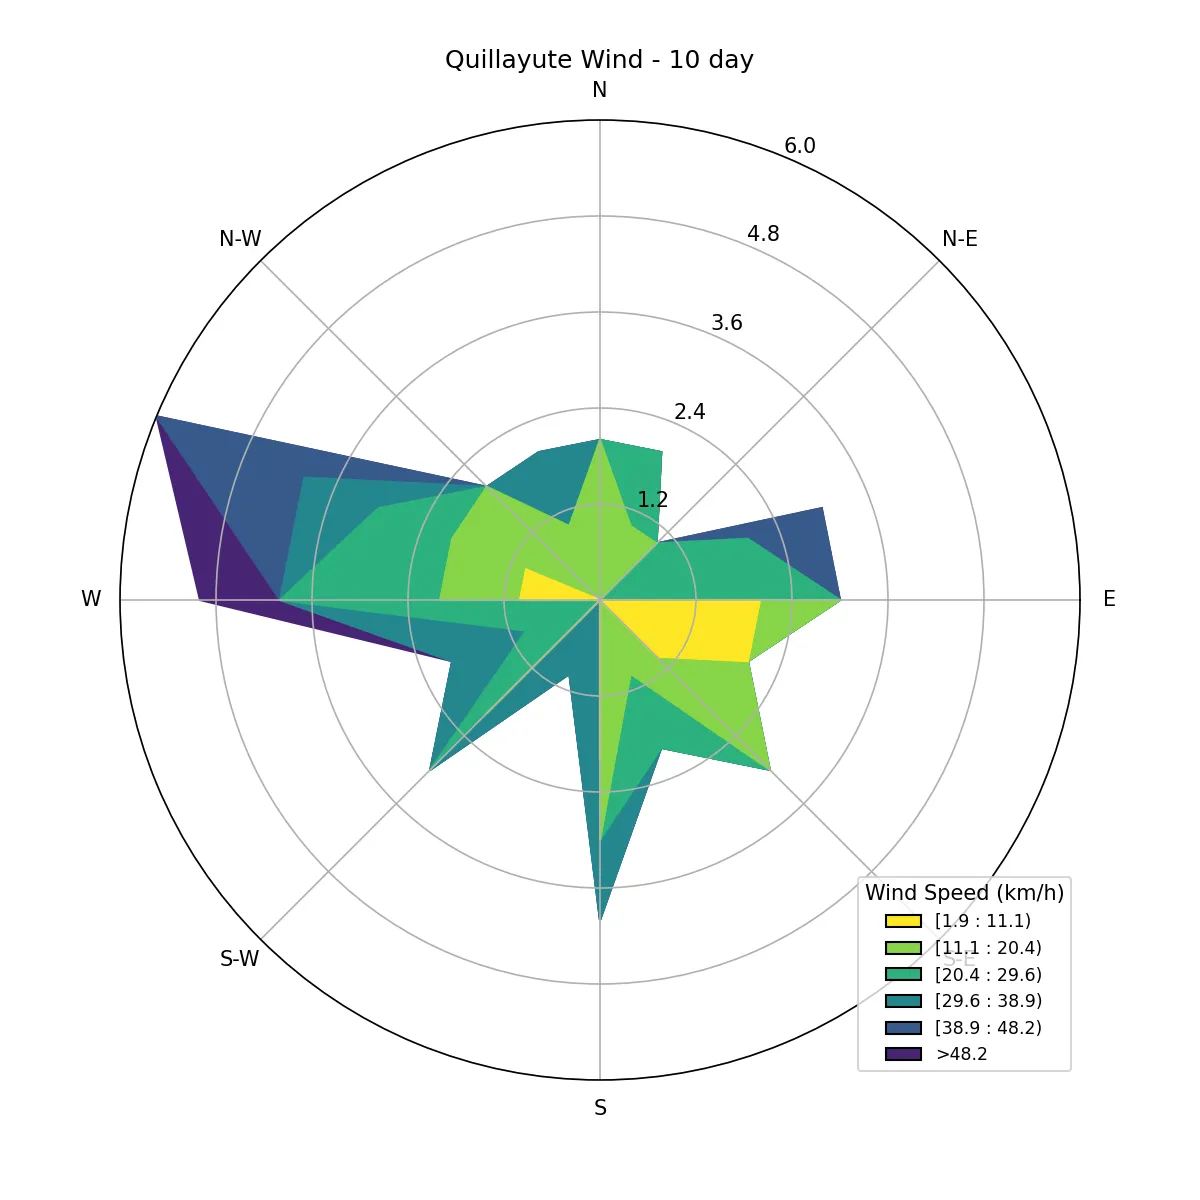 Quillayute Wind - 10 day
N
6.0
4.8
N-W
N-E
3.6
2.4
1.2
W
E
Wind Speed (km/h)
[1.9 : 11.1)
[11.1 : 20.4)
S-W
S-E
[20.4 : 29.6)
[29.6 : 38.9)
[38.9 : 48.2)
>48.2
S